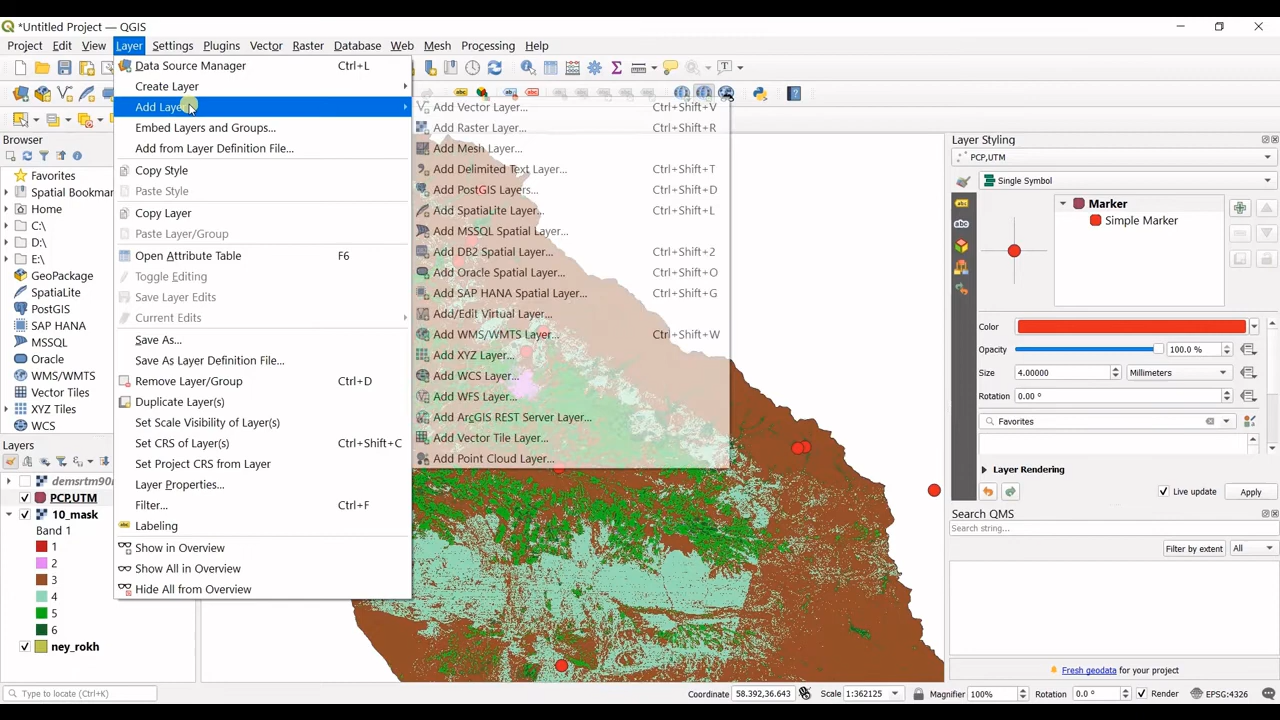 *Untitled Project — QGIS
Project Edit View Layer Settings Plugins Vector Raster Database Web Mesh Processing Help
Data Source Manager Ctrl+L
Create Layer
Add Layer
Embed Layers and Groups...
Add from Layer Definition File...
Copy Style
Paste Style
Copy Layer
Paste Layer/Group
Open Attribute Table F6
Toggle Editing
Save Layer Edits
Current Edits
Save As...
Save As Layer Definition File...
Remove Layer/Group Ctrl+D
Duplicate Layer(s)
Set Scale Visibility of Layer(s)
Set CRS of Layer(s) Ctrl+Shift+C
Set Project CRS from Layer
Layer Properties...
Filter... Ctrl+F
Labeling
Show in Overview
Show All in Overview
Hide All from Overview
Add Vector Layer... Ctrl+Shift+V
Add Raster Layer... Ctrl+Shift+R
Add Mesh Layer...
Add Delimited Text Layer... Ctrl+Shift+T
Add PostGIS Layers... Ctrl+Shift+D
Add SpatiaLite Layer... Ctrl+Shift+L
Add MSSQL Spatial Layer...
Add DB2 Spatial Layer... Ctrl+Shift+2
Add Oracle Spatial Layer... Ctrl+Shift+O
Add SAP HANA Spatial Layer... Ctrl+Shift+G
Add/Edit Virtual Layer...
Add WMS/WMTS Layer... Ctrl+Shift+W
Add XYZ Layer...
Add WCS Layer...
Add WFS Layer...
Add ArcGIS REST Server Layer...
Add Vector Tile Layer...
Add Point Cloud Layer...
Browser
Favorites
Spatial Bookmar
Home
C:\
D:\
E:\
GeoPackage
SpatiaLite
PostGIS
SAP HANA
MSSQL
Oracle
WMS/WMTS
Vector Tiles
XYZ Tiles
WCS
Layers
demsrtm90
PCP,UTM
10_mask
Band 1
1
2
3
4
5
6
ney_rokh
Layer Styling
PCP,UTM
Single Symbol
Marker
Simple Marker
Color
Opacity 100.0 %
Size 4.00000 Millimeters
Rotation 0.00 °
Favorites
Layer Rendering
Live update Apply
Search QMS
Search string...
Filter by extent All
Fresh geodata for your project
Type to locate (Ctrl+K) Coordinate 58.392,36.643 Scale 1:362125 Magnifier 100% Rotation 0.0 ° Render EPSG:4326